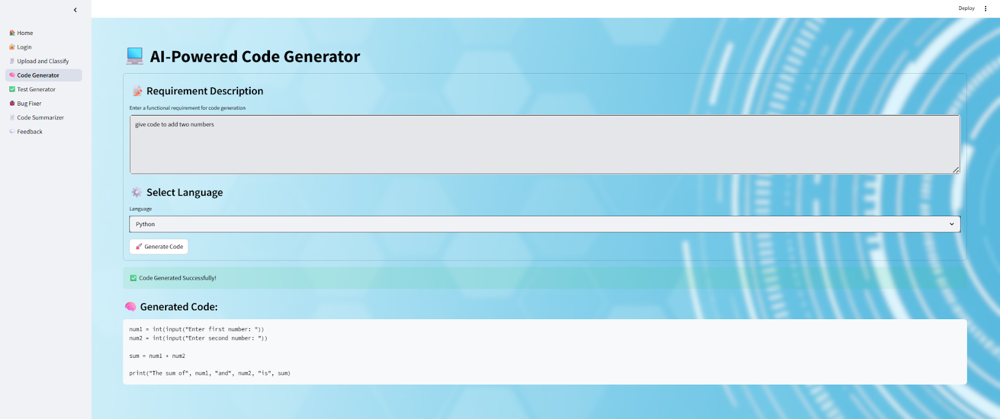 Deploy
Home
Login
Upload and Classify
Code Generator
Test Generator
Bug Fixer
Code Summarizer
Feedback
AI-Powered Code Generator
Requirement Description
Enter a functional requirement for code generation
give code to add two numbers
Select Language
Language
Python
Generate Code
Code Generated Successfully!
Generated Code:
num1 = int(input("Enter first number: "))
num2 = int(input("Enter second number: "))
sum = num1 + num2
print("The sum of", num1, "and", num2, "is", sum)